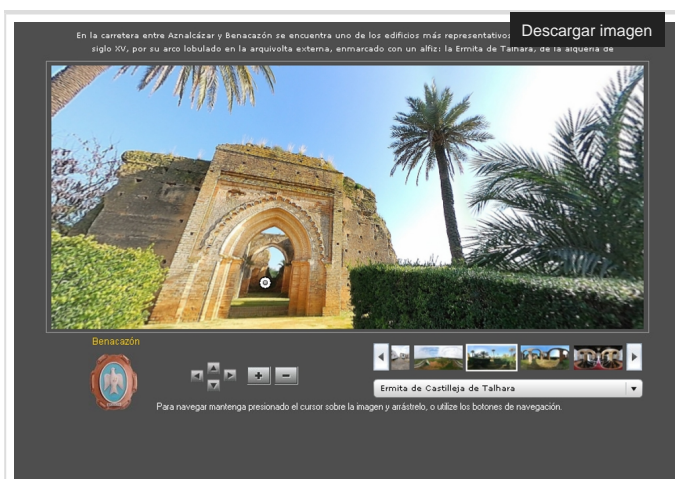 En la carretera entre Aznalcázar y Benacazón se encuentra uno de los edificios más representativos
Descargar imagen
siglo XV, por su arco lobulado en la arquivolta externa, enmarcado con un alfiz: la Ermita de Talhara, de la alquería de
Benacazón
Ermita de Castilleja de Talhara
Para navegar mantenga presionado el cursor sobre la imagen y arrástrelo, o utilize los botones de navegación.